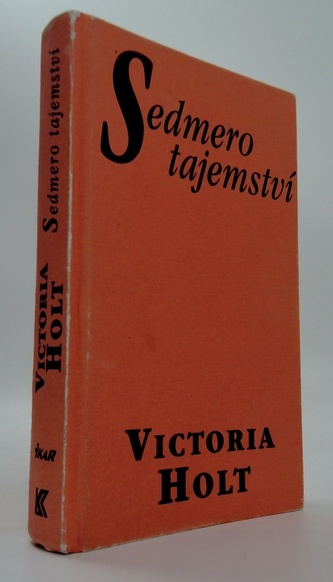 Sedmero
tajemství
VICTORIA
HOLT
Sedmero tajemství
VICTORIA
HOLT
IKAR
K